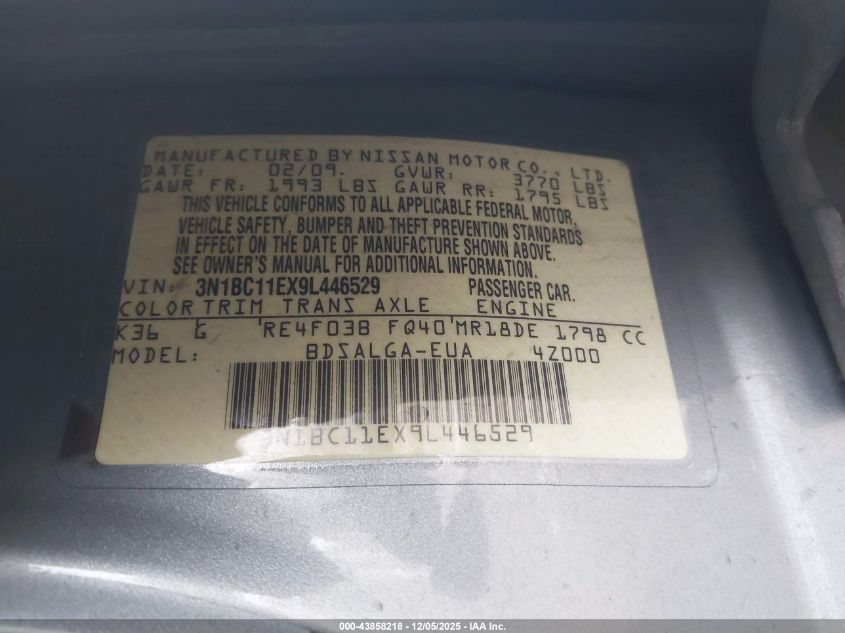 MANUFACTURED BY NISSAN MOTOR CO., LTD.
DATE: 02/09. GVWR: 3770 LBS
GAWR FR: 1993 LBS GAWR RR: 1795 LBS
THIS VEHICLE CONFORMS TO ALL APPLICABLE FEDERAL MOTOR
VEHICLE SAFETY, BUMPER AND THEFT PREVENTION STANDARDS
IN EFFECT ON THE DATE OF MANUFACTURE SHOWN ABOVE.
SEE OWNER'S MANUAL FOR ADDITIONAL INFORMATION.
VIN: 3N1BC11EX9L446529 PASSENGER CAR.
COLOR TRIM TRANS AXLE ENGINE
K36 G RE4F03B FQ40 MR18DE 1798 CC
MODEL: BDSALGA-EUA 4Z000
3N1BC11EX9L446529
000-43858218 - 12/05/2025 - IAA Inc.